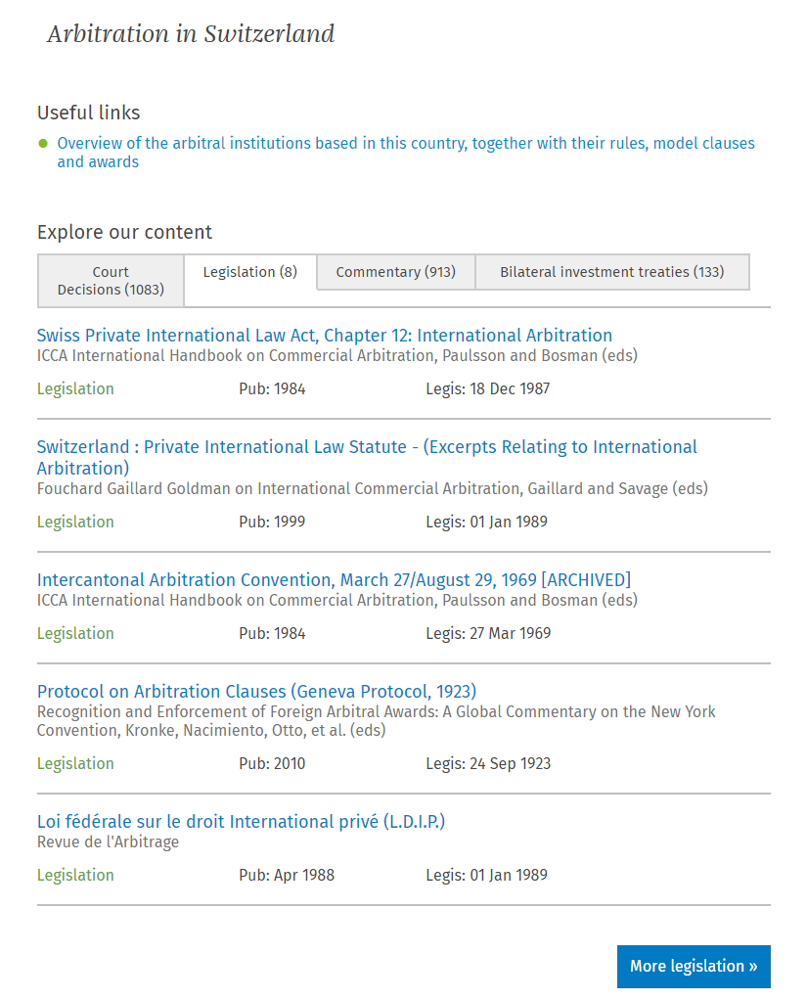 Arbitration in Switzerland
Useful links
Overview of the arbitral institutions based in this country, together with their rules, model clauses
and awards
Explore our content
Court
Decisions (1083)
Legislation (8)
Commentary (913)
Bilateral investment treaties (133)
Swiss Private International Law Act, Chapter 12: International Arbitration
ICCA International Handbook on Commercial Arbitration, Paulsson and Bosman (eds)
Legislation Pub: 1984 Legis: 18 Dec 1987
Switzerland : Private International Law Statute - (Excerpts Relating to International
Arbitration)
Fouchard Gaillard Goldman on International Commercial Arbitration, Gaillard and Savage (eds)
Legislation Pub: 1999 Legis: 01 Jan 1989
Intercantonal Arbitration Convention, March 27/August 29, 1969 [ARCHIVED]
ICCA International Handbook on Commercial Arbitration, Paulsson and Bosman (eds)
Legislation Pub: 1984 Legis: 27 Mar 1969
Protocol on Arbitration Clauses (Geneva Protocol, 1923)
Recognition and Enforcement of Foreign Arbitral Awards: A Global Commentary on the New York
Convention, Kronke, Nacimiento, Otto, et al. (eds)
Legislation Pub: 2010 Legis: 24 Sep 1923
Loi fédérale sur le droit International privé (L.D.I.P.)
Revue de l'Arbitrage
Legislation Pub: Apr 1988 Legis: 01 Jan 1989
More legislation »